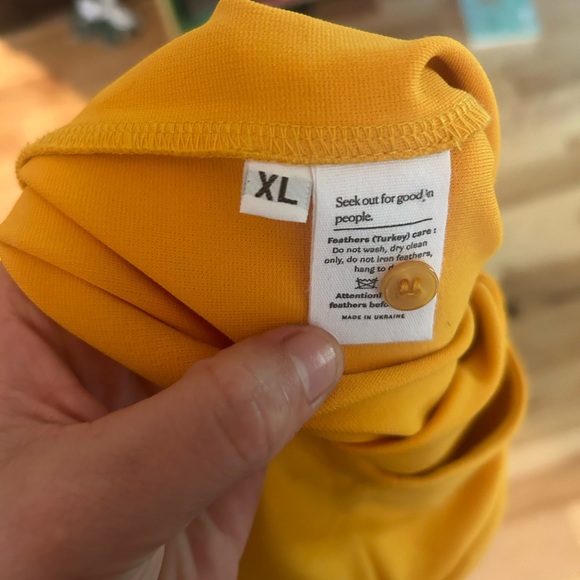 XL
Seek out for good in
people.
Feathers (Turkey) care :
Do not wash, dry clean
only, do not iron feathers,
hang to
Attention!
feathers
MADE IN UKRAINE